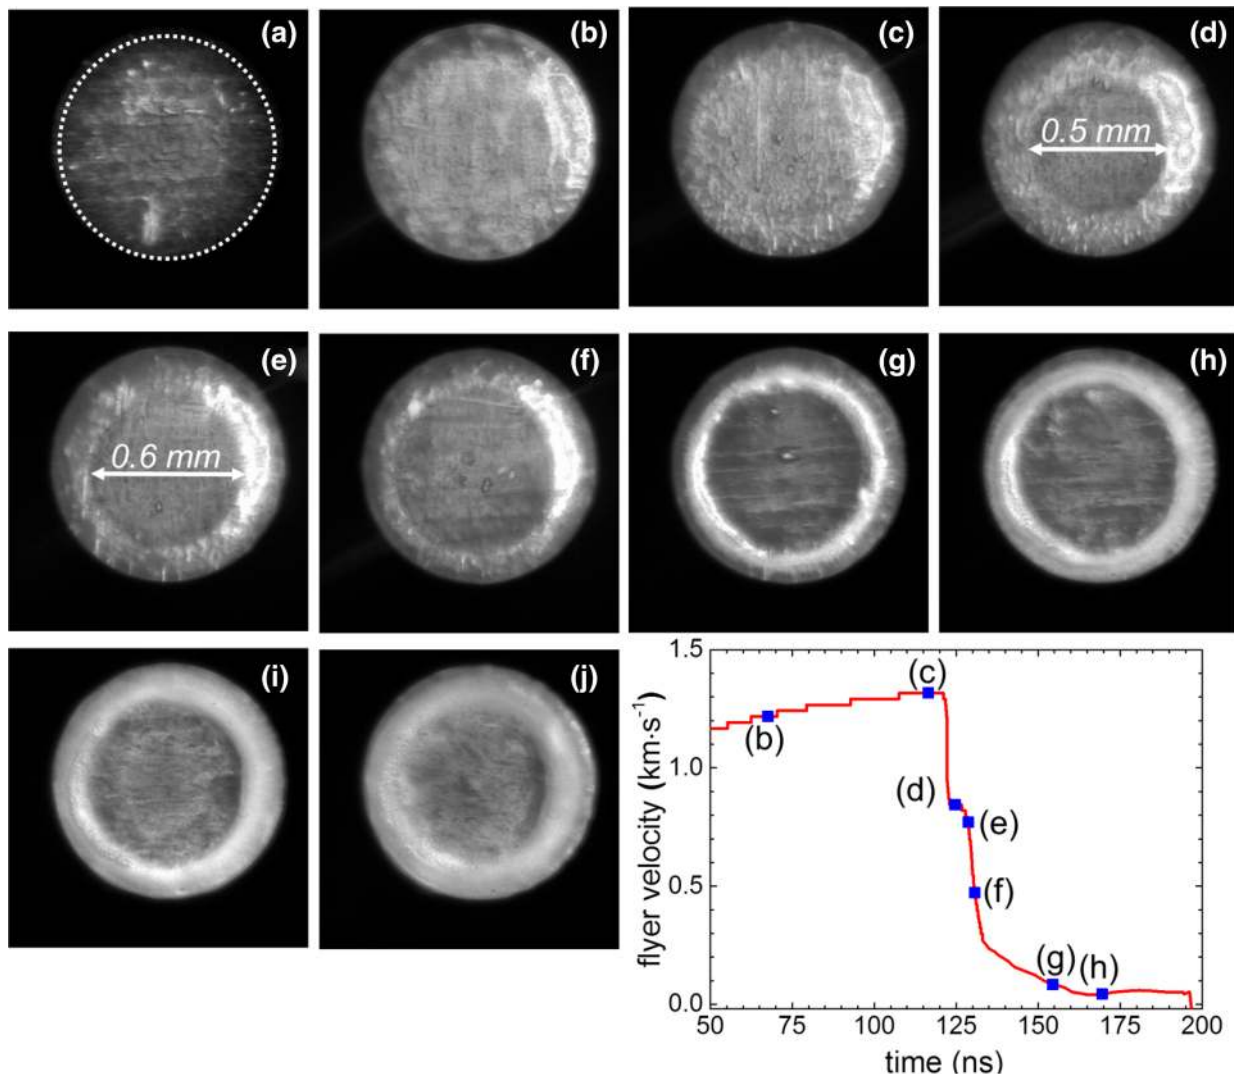 (a)
(b)
(c)
(d)
0.5 mm
(e)
(f)
(g)
(h)
0.6 mm
(i)
(j)
1.5
1.0
0.5
0.0
flyer velocity (km·s⁻¹)
(c)
(b)
(d)
(e)
(f)
(g)
(h)
50 75 100 125 150 175 200
time (ns)